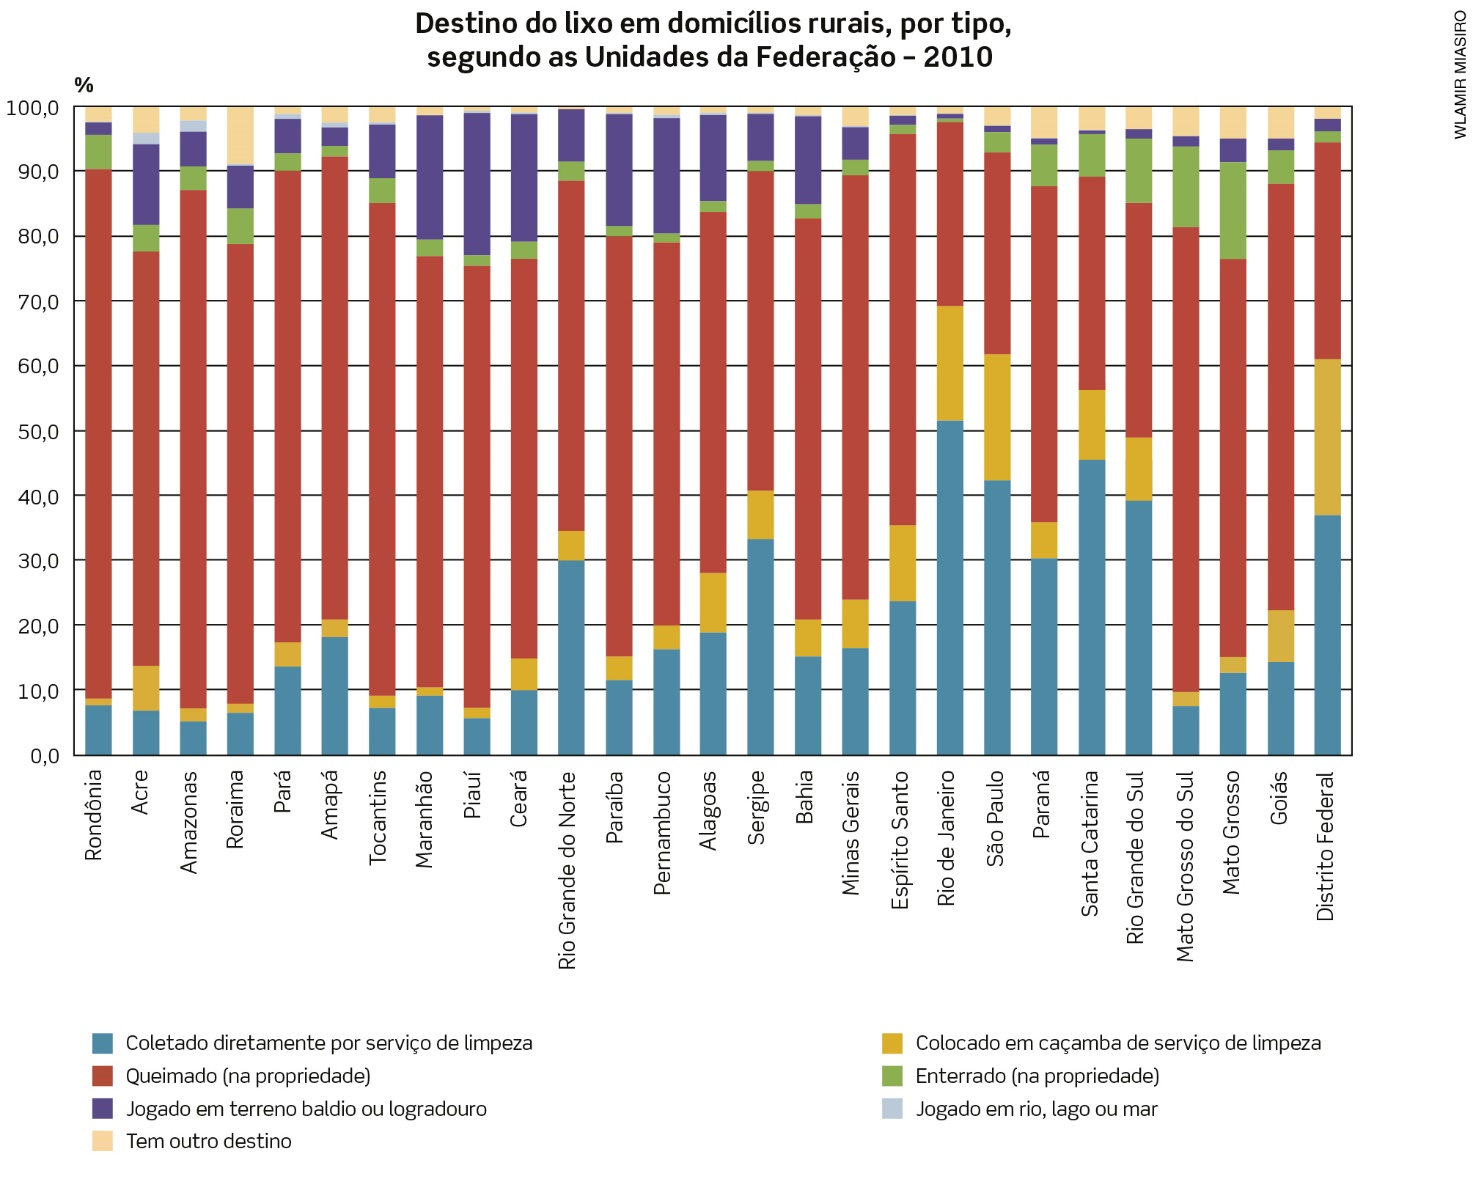 Destino do lixo em domicílios rurais, por tipo,
segundo as Unidades da Federação – 2010
WLAMIR MIASIRO
%
100,0
90,0
80,0
70,0
60,0
50,0
40,0
30,0
20,0
10,0
0,0
Rondônia
Acre
Amazonas
Roraima
Pará
Amapá
Tocantins
Maranhão
Piauí
Ceará
Rio Grande do Norte
Paraíba
Pernambuco
Alagoas
Sergipe
Bahia
Minas Gerais
Espírito Santo
Rio de Janeiro
São Paulo
Paraná
Santa Catarina
Rio Grande do Sul
Mato Grosso do Sul
Mato Grosso
Goiás
Distrito Federal
Coletado diretamente por serviço de limpeza
Colocado em caçamba de serviço de limpeza
Queimado (na propriedade)
Enterrado (na propriedade)
Jogado em terreno baldio ou logradouro
Jogado em rio, lago ou mar
Tem outro destino